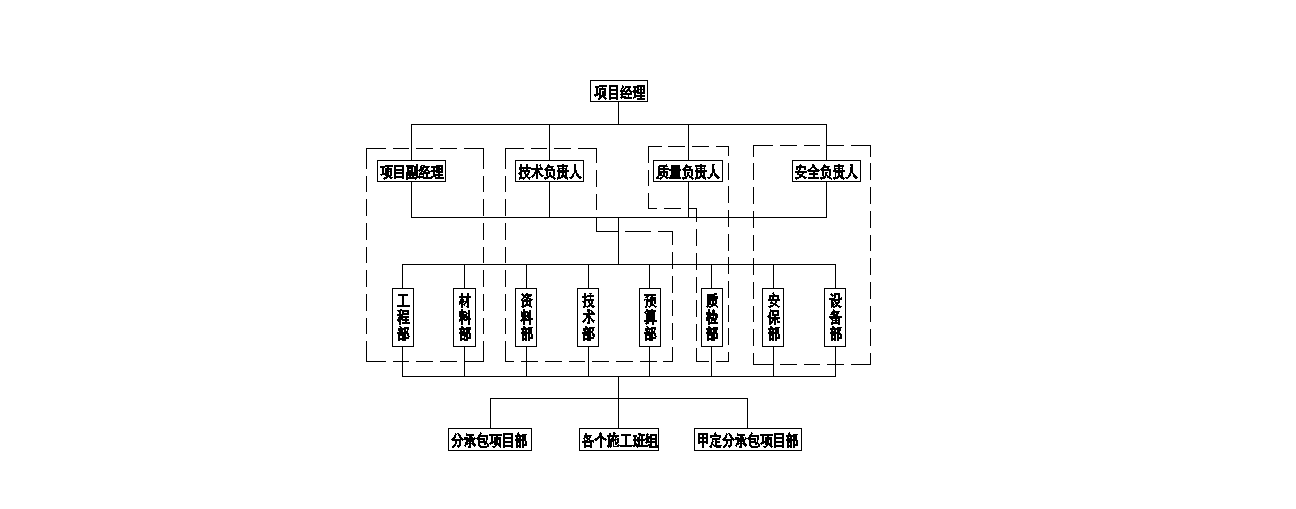 项目经理
项目副经理
技术负责人
质量负责人
安全负责人
工程部
材料部
资料部
技术部
预算部
质检部
安保部
设备部
分承包项目部
各个施工班组
甲定分承包项目部